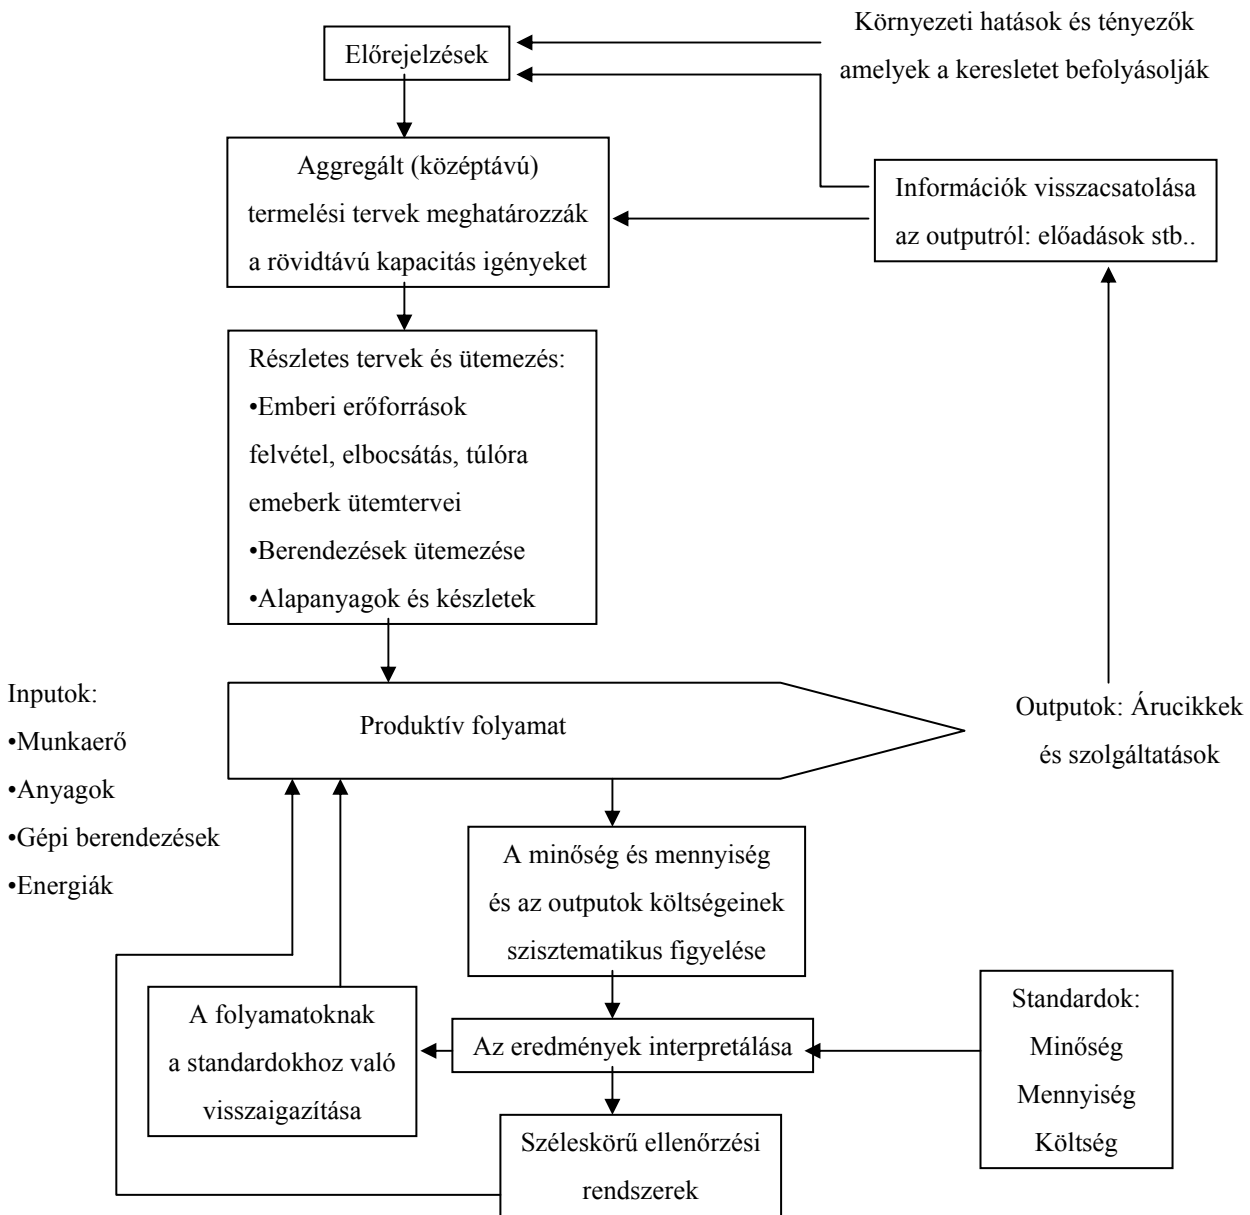 Környezeti hatások és tényezők
amelyek a keresletet befolyásolják
Előrejelzések
Aggregált (középtávú)
termelési tervek meghatározzák
a rövidtávú kapacitás igényeket
Információk visszacsatolása
az outputról: előadások stb..
Részletes tervek és ütemezés:
•Emberi erőforrások
felvétel, elbocsátás, túlóra
emeberk ütemtervei
•Berendezések ütemezése
•Alapanyagok és készletek
Inputok:
•Munkaerő
•Anyagok
•Gépi berendezések
•Energiák
Produktív folyamat
Outputok: Árucikkek
és szolgáltatások
A minőség és mennyiség
és az outputok költségeinek
szisztematikus figyelése
A folyamatoknak
a standardokhoz való
visszaigazítása
Az eredmények interpretálása
Standardok:
Minőség
Mennyiség
Költség
Széleskörű ellenőrzési
rendszerek